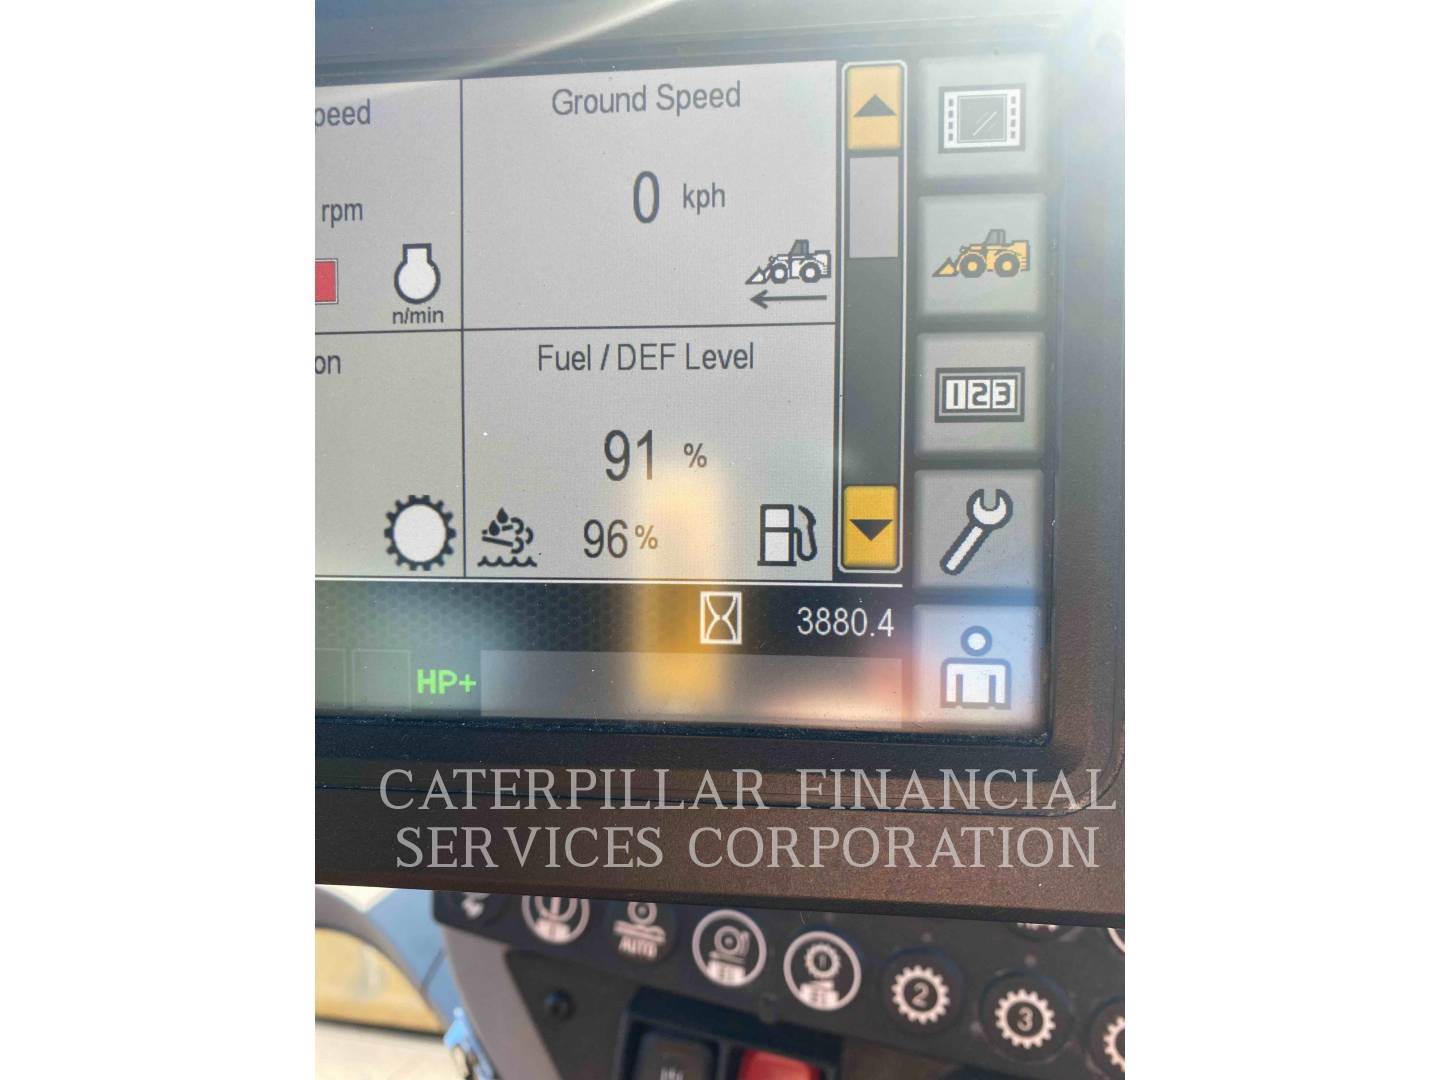 peed
Ground Speed
0 kph
rpm
n/min
on
Fuel / DEF Level
91 %
96 %
123
3880.4
HP+
CATERPILLAR FINANCIAL
SERVICES CORPORATION
AUTO
1
2
3